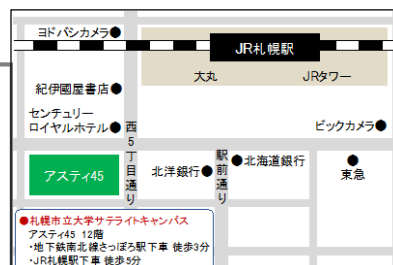 ヨドバシカメラ●
JR札幌駅
大丸
JRタワー
紀伊國屋書店●
センチュリー
ロイヤルホテル●
ビックカメラ●
西5丁目通り
駅前通り
アスティ45
北洋銀行●
●北海道銀行
●
東急
●札幌市立大学サテライトキャンパス
アスティ45 12階
・地下鉄南北線さっぽろ駅下車 徒歩3分
・JR札幌駅下車 徒歩5分